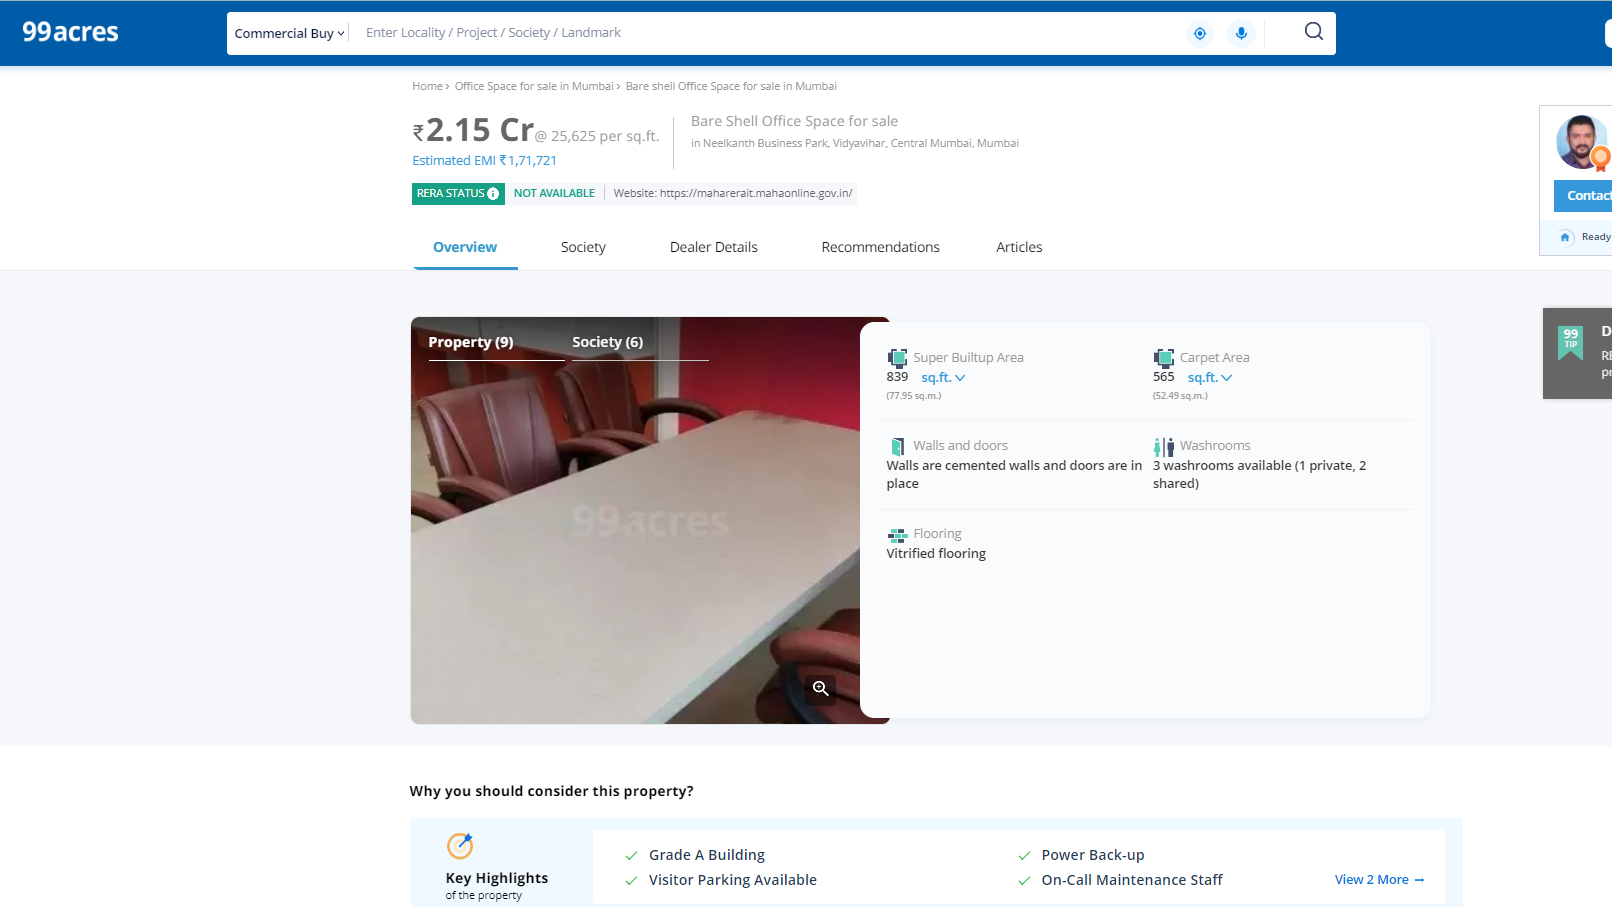 99acres
Commercial Buy
Enter Locality / Project / Society / Landmark
Home › Office Space for sale in Mumbai › Bare shell Office Space for sale in Mumbai
₹2.15 Cr @ 25,625 per sq.ft.
Estimated EMI ₹1,71,721
Bare Shell Office Space for sale
in Neelkanth Business Park, Vidyavihar, Central Mumbai, Mumbai
RERA STATUS NOT AVAILABLE Website: https://maharerait.mahaonline.gov.in/
Contact
Ready
Overview Society Dealer Details Recommendations Articles
Property (9) Society (6)
99acres
Super Builtup Area
839 sq.ft.
(77.95 sq.m.)
Carpet Area
565 sq.ft.
(52.49 sq.m.)
Walls and doors
Walls are cemented walls and doors are in
place
Washrooms
3 washrooms available (1 private, 2
shared)
Flooring
Vitrified flooring
99
TIP
Why you should consider this property?
Key Highlights
of the property
Grade A Building
Visitor Parking Available
Power Back-up
On-Call Maintenance Staff
View 2 More →